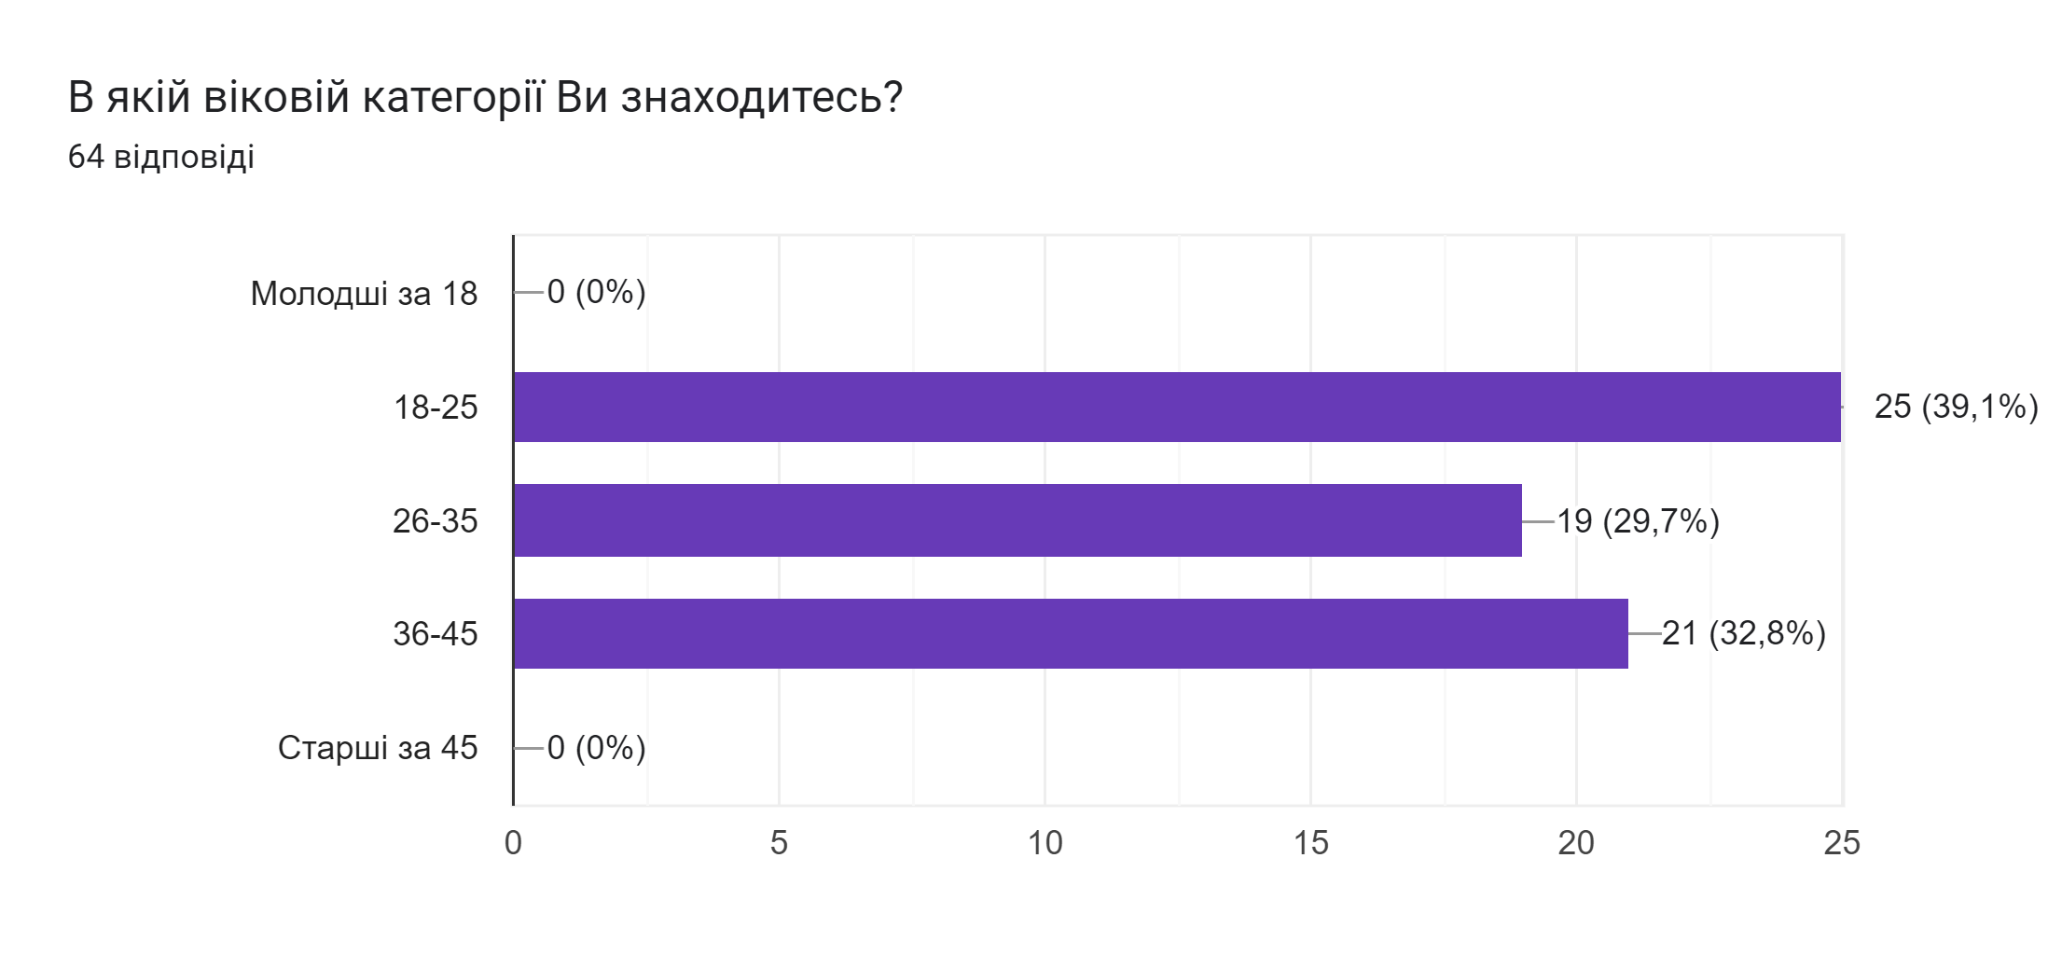 В якій віковій категорії Ви знаходитесь?
64 відповіді
Молодші за 18 0 (0%)
18-25 25 (39,1%)
26-35 19 (29,7%)
36-45 21 (32,8%)
Старші за 45 0 (0%)
0 5 10 15 20 25